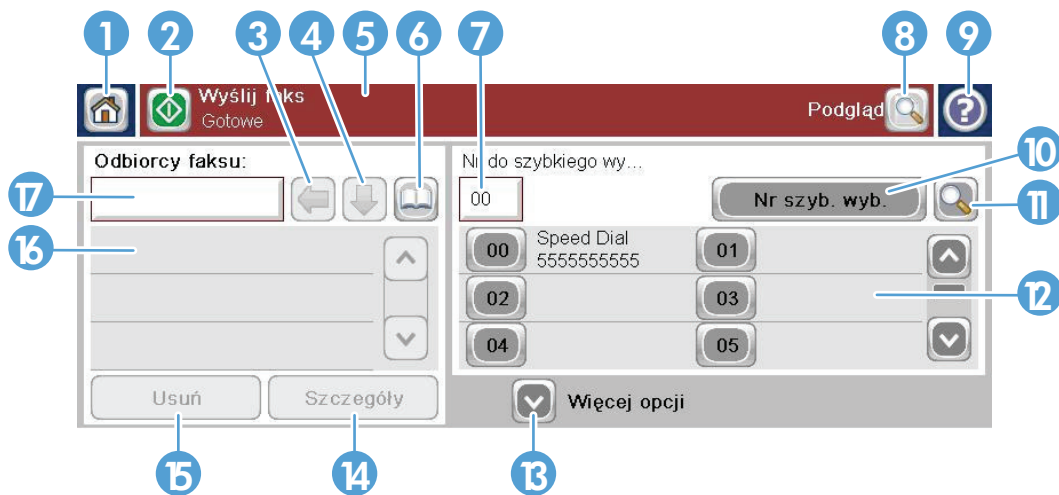 1 2 3 4 5 6 7 8 9
Wyślij faks
Gotowe
Podgląd
Odbiorcy faksu:
Nr do szybkiego wy...
10
17
00
Nr szyb. wyb.
11
16
00 Speed Dial 01
5555555555
02 03
12
04 05
Usuń Szczegóły
Więcej opcji
15 14 13